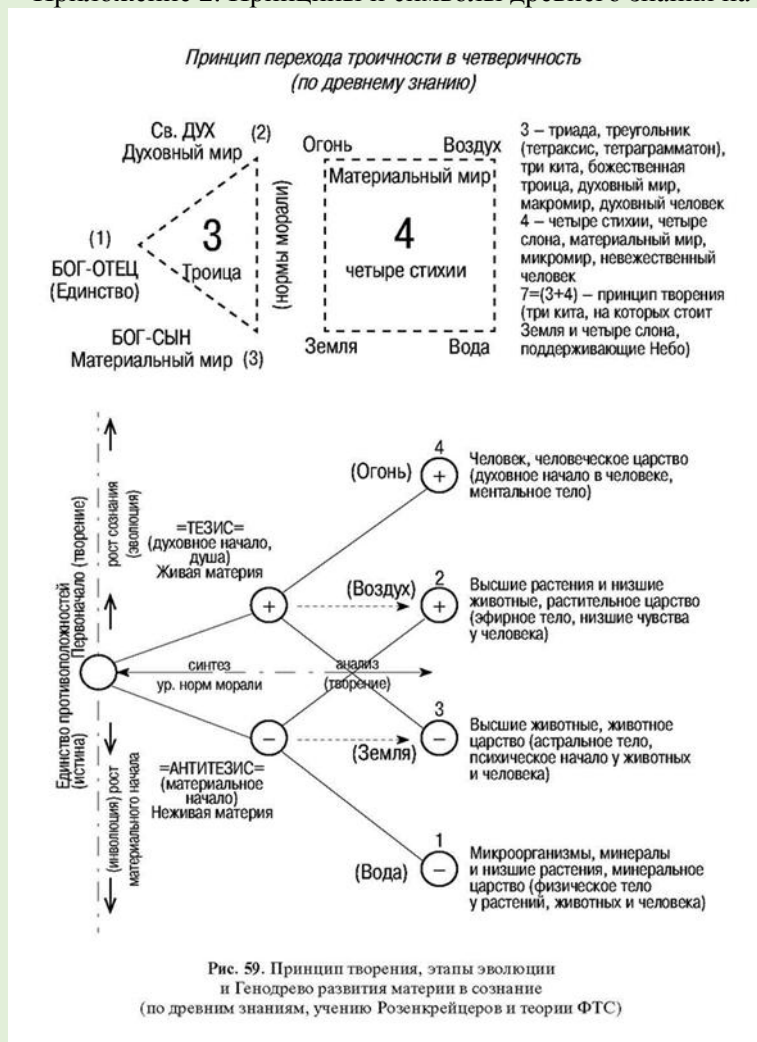 Приложение 2. Принципы и символы древнего знания на
Принцип перехода троичности в четверичность
(по древнему знанию)
Св. ДУХ (2)
Духовный мир
(1)
БОГ-ОТЕЦ
(Единство)
3
Троица
(нормы морали)
БОГ-СЫН
Материальный мир (3)
Огонь Воздух
Материальный мир
4
четыре стихии
Земля Вода
3 – триада, треугольник
(тетраксис, тетраграмматон),
три кита, божественная
троица, духовный мир,
макромир, духовный человек
4 – четыре стихии, четыре
слона, материальный мир,
микромир, невежественный
человек
7=(3+4) – принцип творения
(три кита, на которых стоит
Земля и четыре слона,
поддерживающие Небо)
Единство противоположностей
(истина)
Первоначало (творение)
рост сознания
(эволюция)
(инволюция) рост
материального начала
=ТЕЗИС=
(духовное начало,
душа)
Живая материя
+
синтез
ур. норм морали
анализ
(творение)
–
=АНТИТЕЗИС=
(материальное
начало)
Неживая материя
4
(Огонь) +
Человек, человеческое царство
(духовное начало в человеке,
ментальное тело)
2
(Воздух) +
Высшие растения и низшие
животные, растительное царство
(эфирное тело, низшие чувства
у человека)
3
(Земля) –
Высшие животные, животное
царство (астральное тело,
психическое начало у животных
и человека)
1
(Вода) –
Микроорганизмы, минералы
и низшие растения, минеральное
царство (физическое тело
у растений, животных и человека)
Рис. 59. Принцип творения, этапы эволюции
и Генодрево развития материи в сознание
(по древним знаниям, учению Розенкрейцеров и теории ФТС)